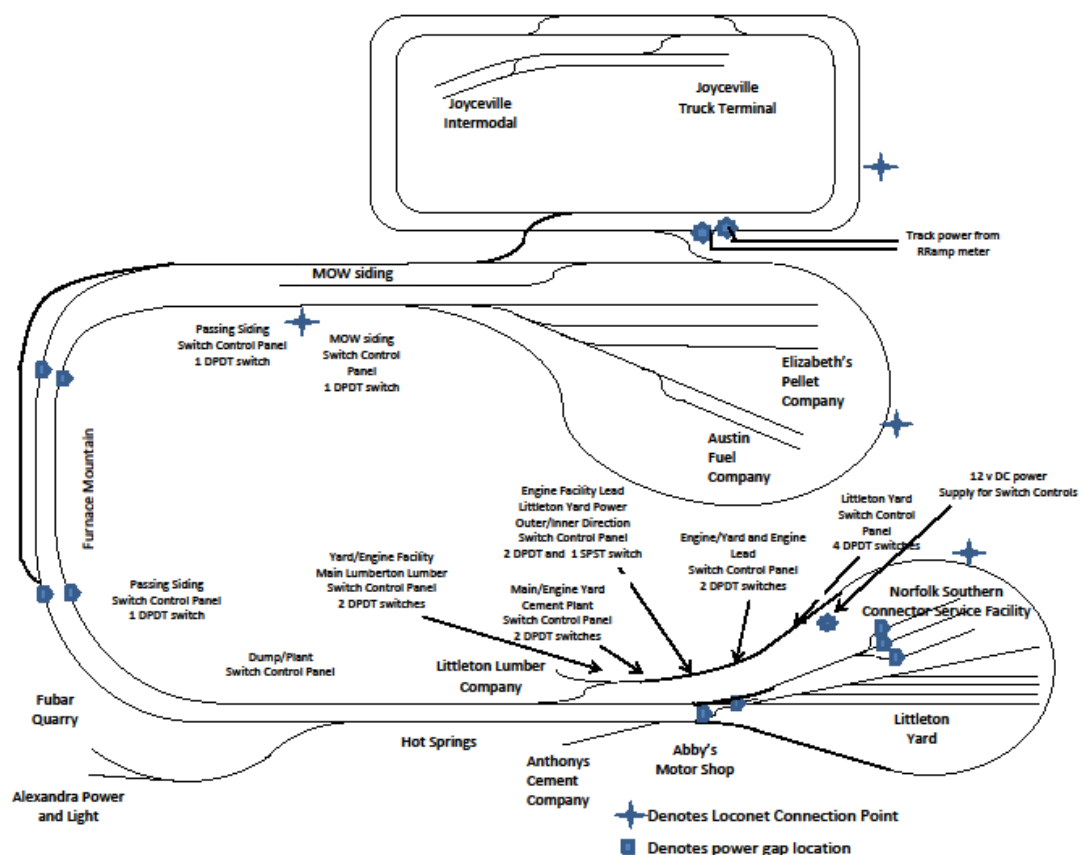 Joyceville
Intermodal
Joyceville
Truck Terminal
Track power from
RRamp meter
MOW siding
Passing Siding
Switch Control Panel
1 DPDT switch
MOW siding
Switch Control
Panel
1 DPDT switch
Elizabeth's
Pellet
Company
Austin
Fuel
Company
Furnace Mountain
12 v DC power
Supply for Switch Controls
Engine Facility Lead
Littleton Yard Power
Outer/Inner Direction
Switch Control Panel
2 DPDT and 1 SPST switch
Littleton Yard
Switch Control
Panel
4 DPDT switches
Engine/Yard and Engine
Lead
Switch Control Panel
2 DPDT switches
Yard/Engine Facility
Main Lumberton Lumber
Switch Control Panel
2 DPDT switches
Main/Engine Yard
Cement Plant
Switch Control Panel
2 DPDT switches
Norfolk Southern
Connector Service Facility
Passing Siding
Switch Control Panel
1 DPDT switch
Dump/Plant
Switch Control Panel
Littleton Lumber
Company
Fubar
Quarry
Hot Springs
Anthonys
Cement
Company
Abby's
Motor Shop
Littleton
Yard
Alexandra Power
and Light
Denotes Loconet Connection Point
Denotes power gap location